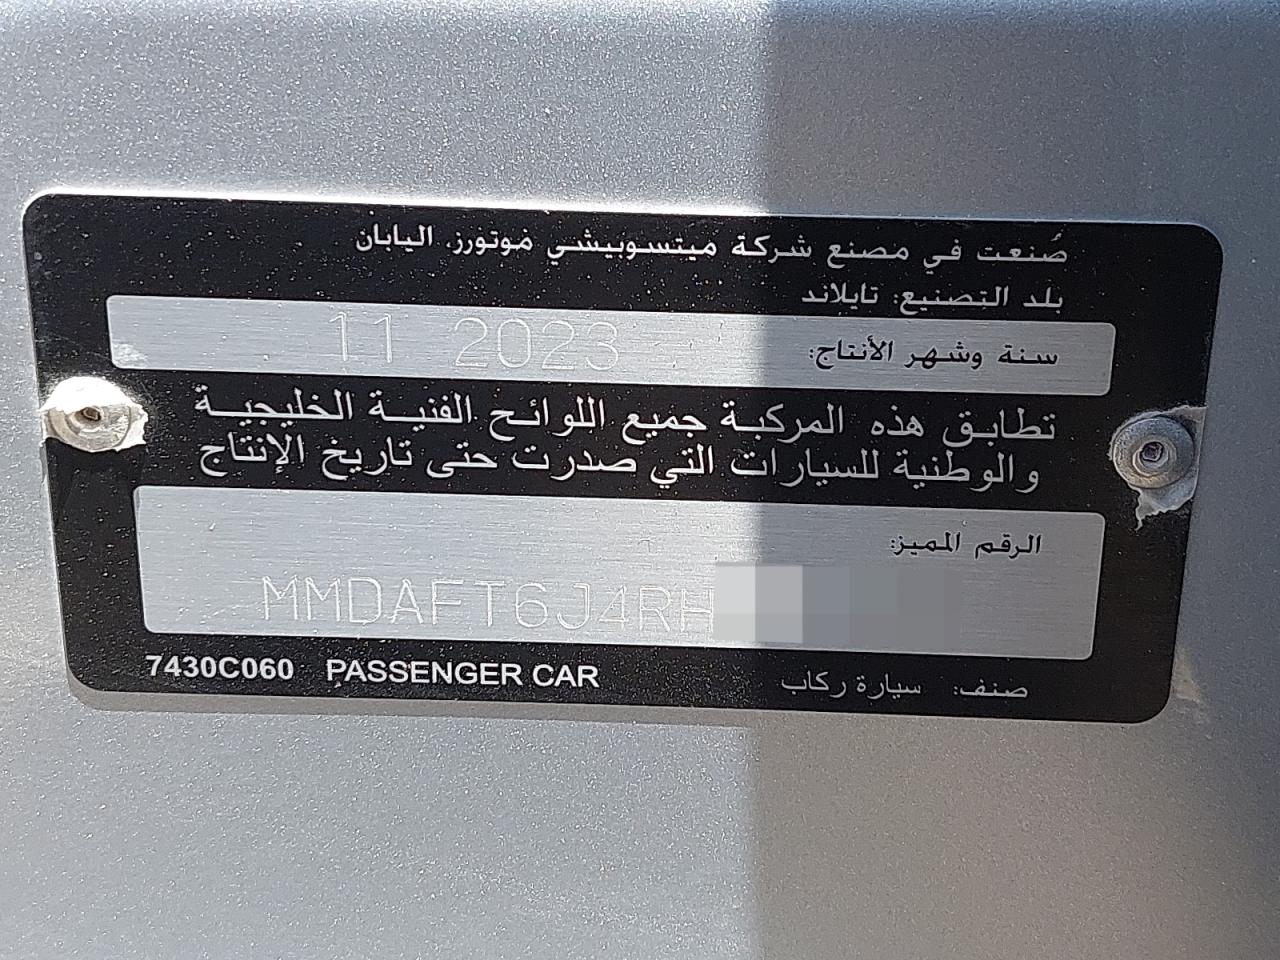 صُنعت في مصنع شركة ميتسوبيشي موتورز. اليابان
بلد التصنيع: تايلاند
سنة وشهر الأنتاج: 11 2023
تطابق هذه المركبة جميع اللوائح الفنية الخليجية
والوطنية للسيارات التي صدرت حتى تاريخ الإنتاج
الرقم المميز:
MMDAFT6J4RH
7430C060 PASSENGER CAR صنف: سيارة ركاب